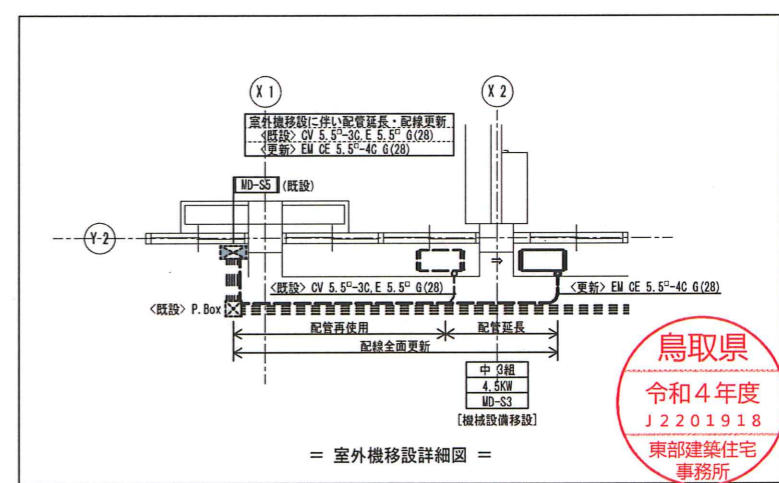 X 1
X 2
室外機移設に伴い配管延長・配線更新
<既設> CV 5.5□-3C,E 5.5□ G(28)
<更新> EM CE 5.5□-4C G(28)
MD-S5 (既設)
Y-2
⇒
<既設> CV 5.5□-3C,E 5.5□ G(28)
<更新> EM CE 5.5□-4C G(28)
<既設> P.Box
配管再使用
配管延長
配線全面更新
中 3組
4.5KW
MD-S3
[機械設備移設]
= 室外機移設詳細図 =
鳥取県
令和4年度
J2201918
東部建築住宅
事務所